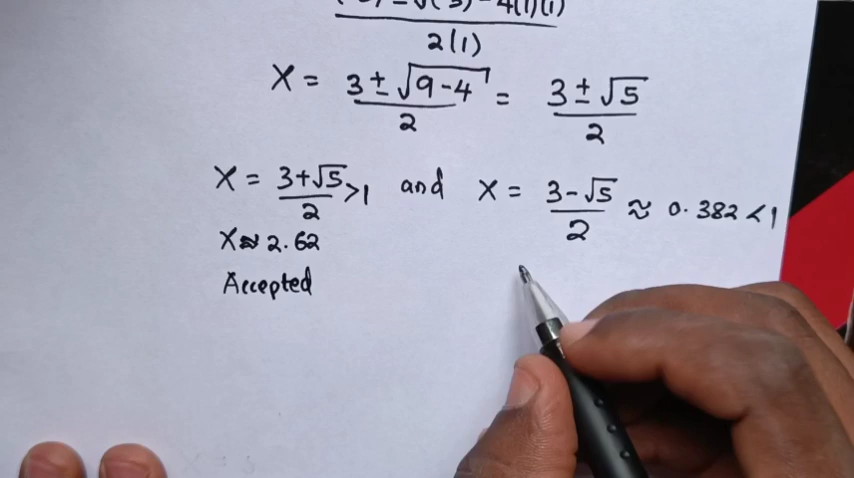 2(1)
X = 3 ± √9-4 / 2 = 3 ± √5 / 2
X = 3+√5 / 2 >1 and X = 3-√5 / 2 ≈ 0.382 <1
X ≈ 2.62
Accepted